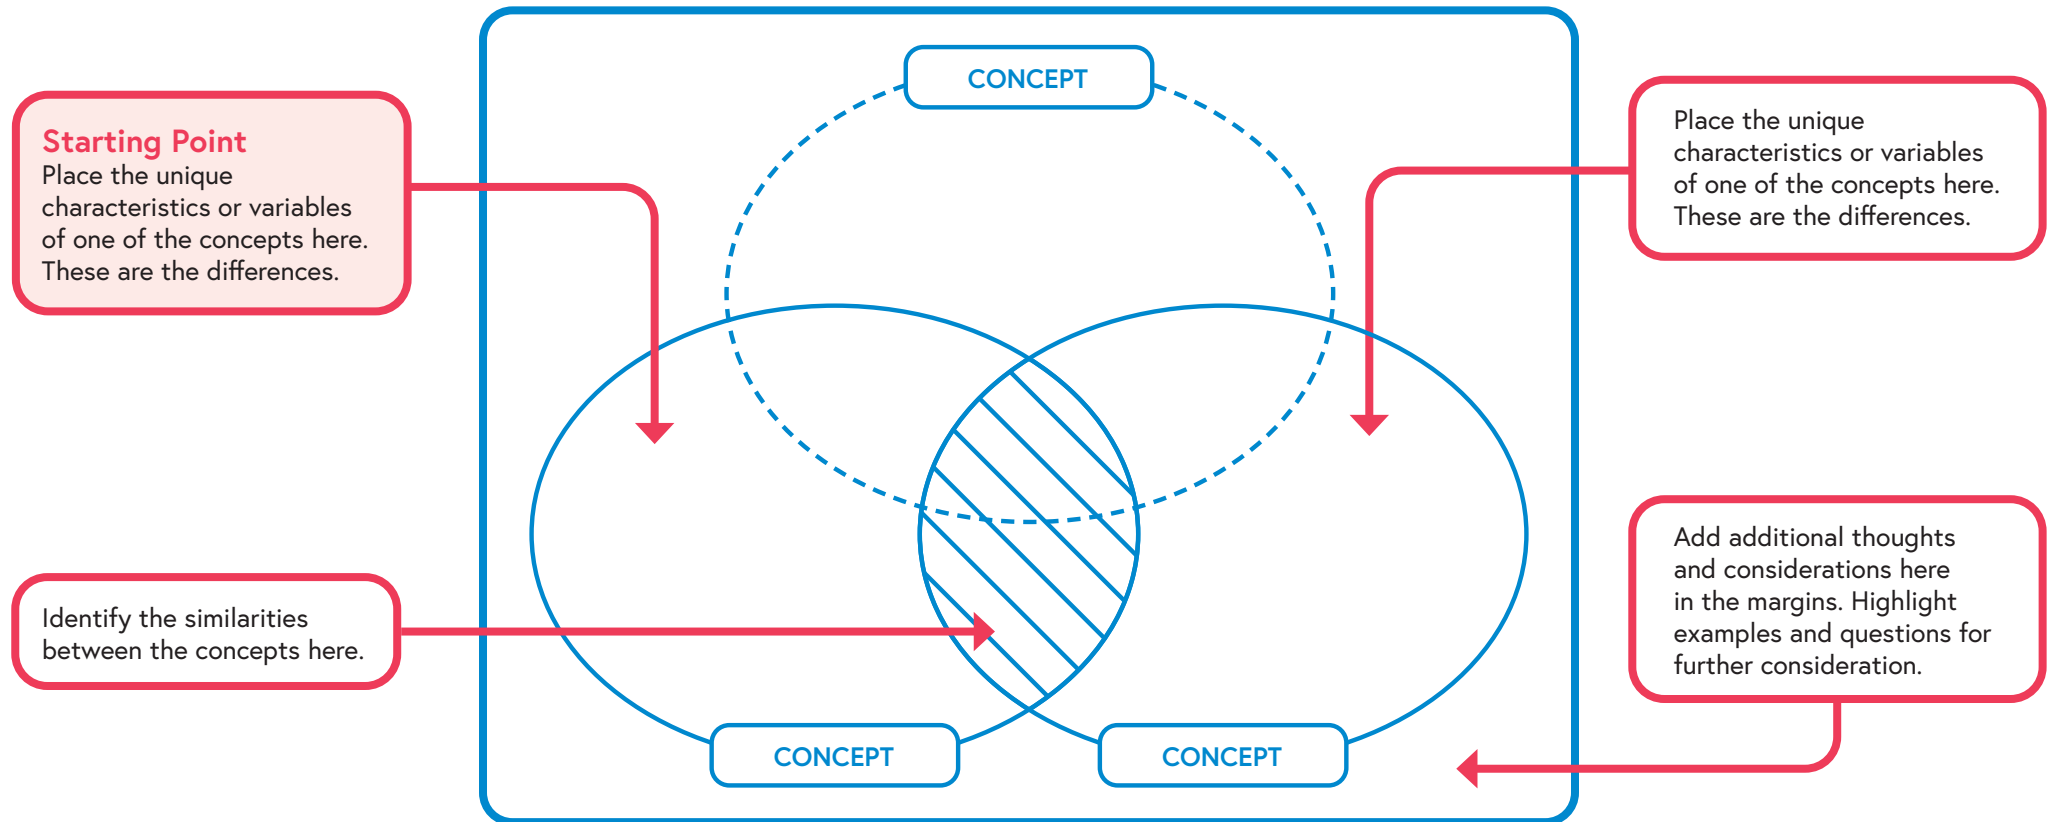 CONCEPT
Starting Point
Place the unique
characteristics or variables
of one of the concepts here.
These are the differences.
Place the unique
characteristics or variables
of one of the concepts here.
These are the differences.
Identify the similarities
between the concepts here.
Add additional thoughts
and considerations here
in the margins. Highlight
examples and questions for
further consideration.
CONCEPT
CONCEPT